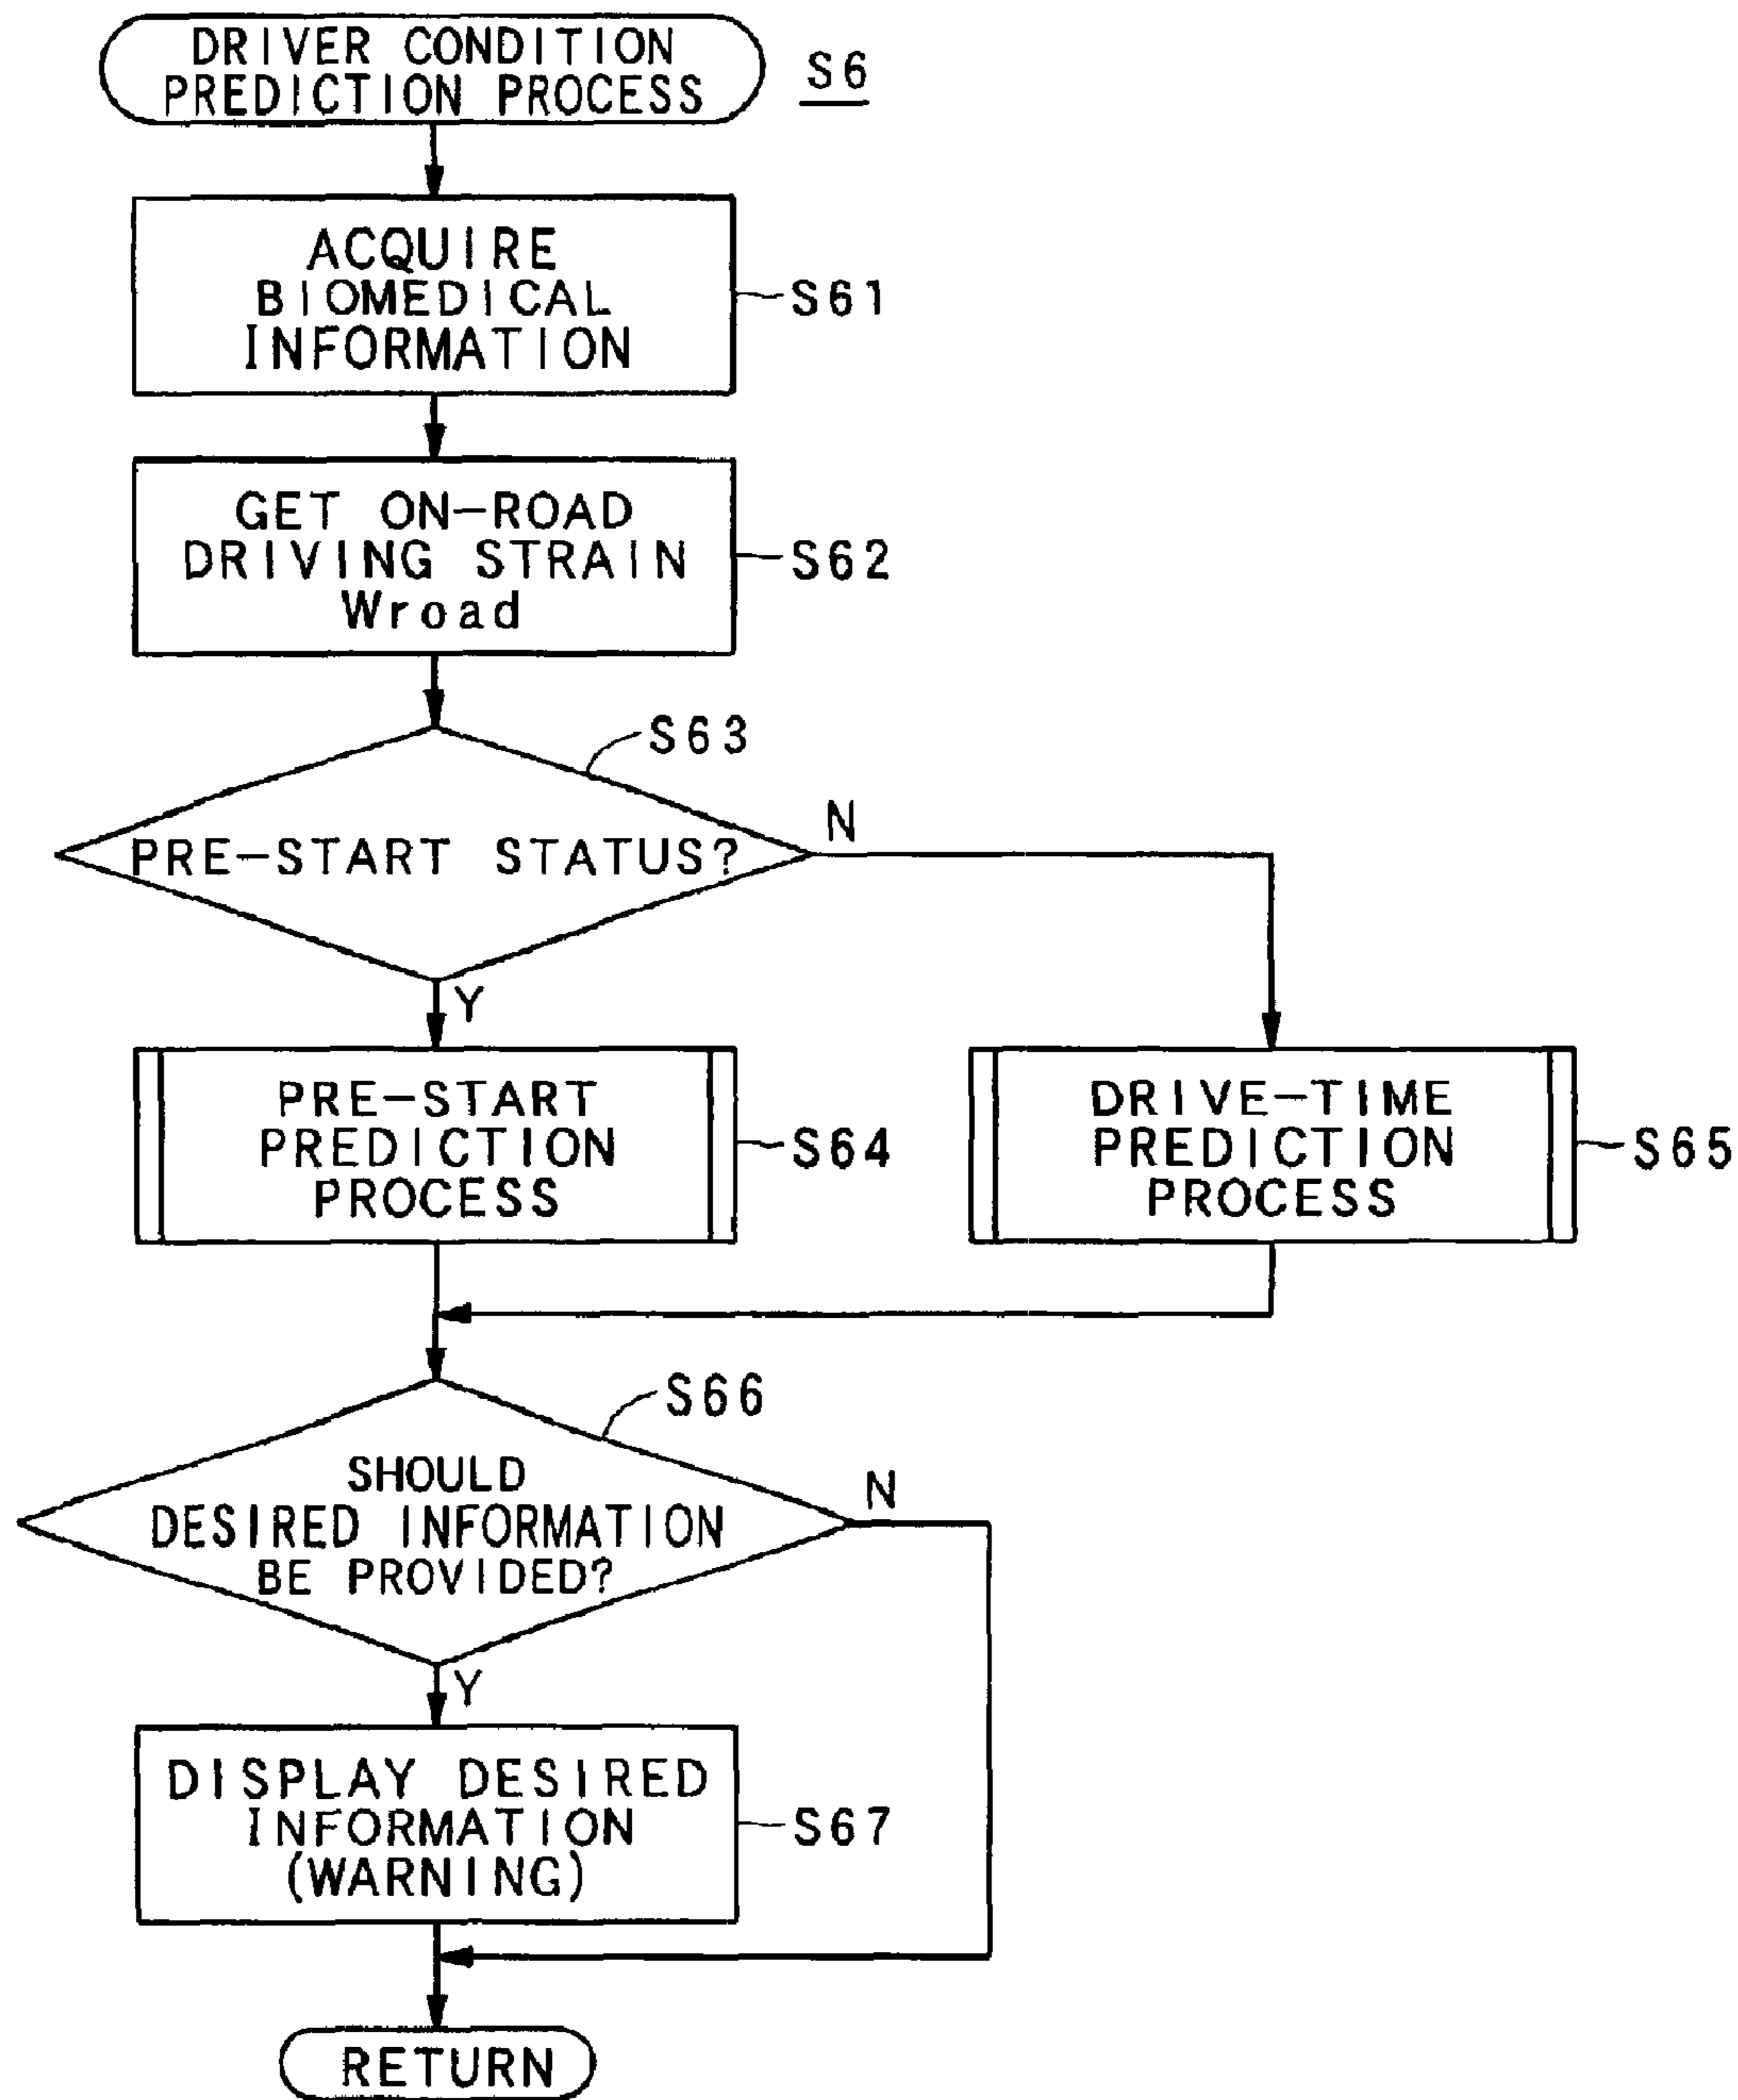 DRIVER CONDITION
PREDICTION PROCESS
S6
ACQUIRE
BIOMEDICAL
INFORMATION
S61
GET ON-ROAD
DRIVING STRAIN
Wroad
S62
S63
PRE-START STATUS?
N
Y
PRE-START
PREDICTION
PROCESS
S64
DRIVE-TIME
PREDICTION
PROCESS
S65
S66
SHOULD
DESIRED INFORMATION
BE PROVIDED?
N
Y
DISPLAY DESIRED
INFORMATION
(WARNING)
S67
RETURN